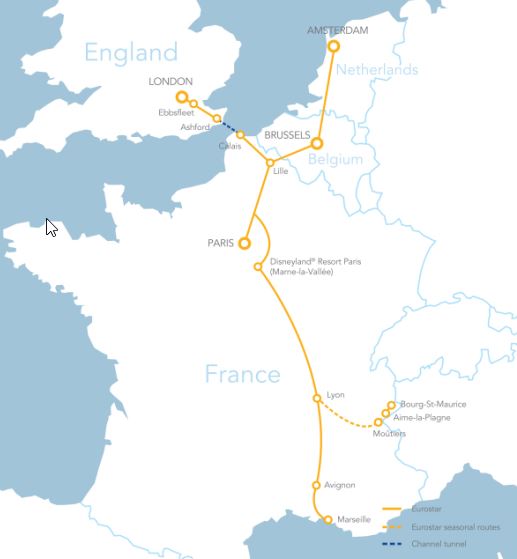 AMSTERDAM
England
Netherlands
LONDON
Ebbsfleet
Ashford
BRUSSELS
Calais
Belgium
Lille
PARIS
Disneyland® Resort Paris
(Marne-la-Vallée)
France
Lyon
Bourg-St-Maurice
Aime-la-Plagne
Moûtiers
Avignon
Marseille
Eurostar
Eurostar seasonal routes
Channel tunnel